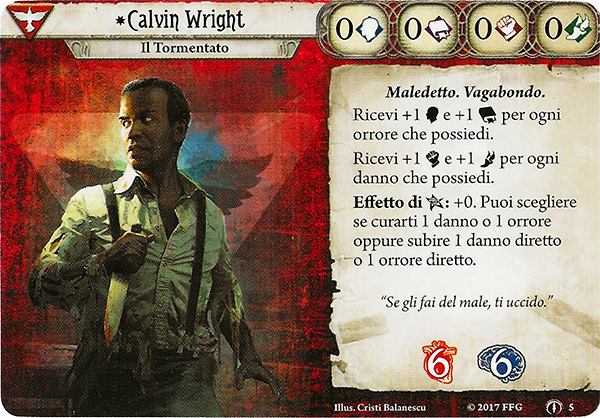 *Calvin Wright
Il Tormentato
0 0 0 0
Maledetto. Vagabondo.
Ricevi +1 e +1 per ogni
orrore che possiedi.
Ricevi +1 e +1 per ogni
danno che possiedi.
Effetto di : +0. Puoi scegliere
se curarti 1 danno o 1 orrore
oppure subire 1 danno diretto
o 1 orrore diretto.
“Se gli fai del male, ti uccido.”
6 6
Illus. Cristi Balanescu © 2017 FFG 5